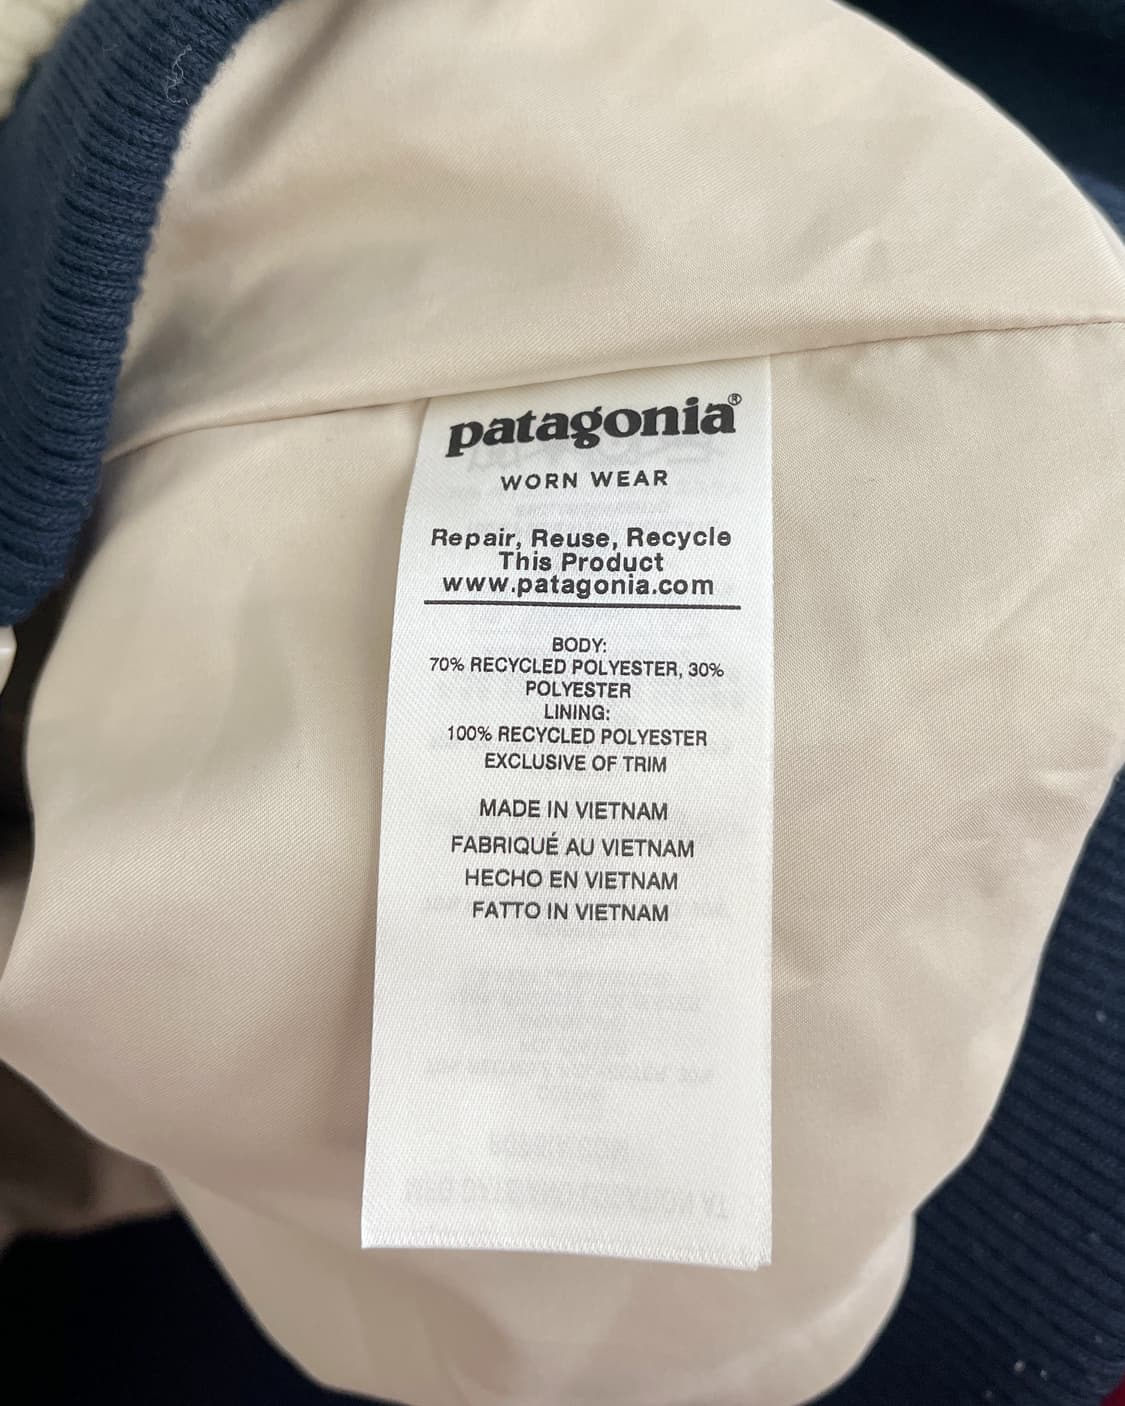 patagonia®
WORN WEAR
Repair, Reuse, Recycle
This Product
www.patagonia.com
BODY:
70% RECYCLED POLYESTER, 30%
POLYESTER
LINING:
100% RECYCLED POLYESTER
EXCLUSIVE OF TRIM
MADE IN VIETNAM
FABRIQUÉ AU VIETNAM
HECHO EN VIETNAM
FATTO IN VIETNAM